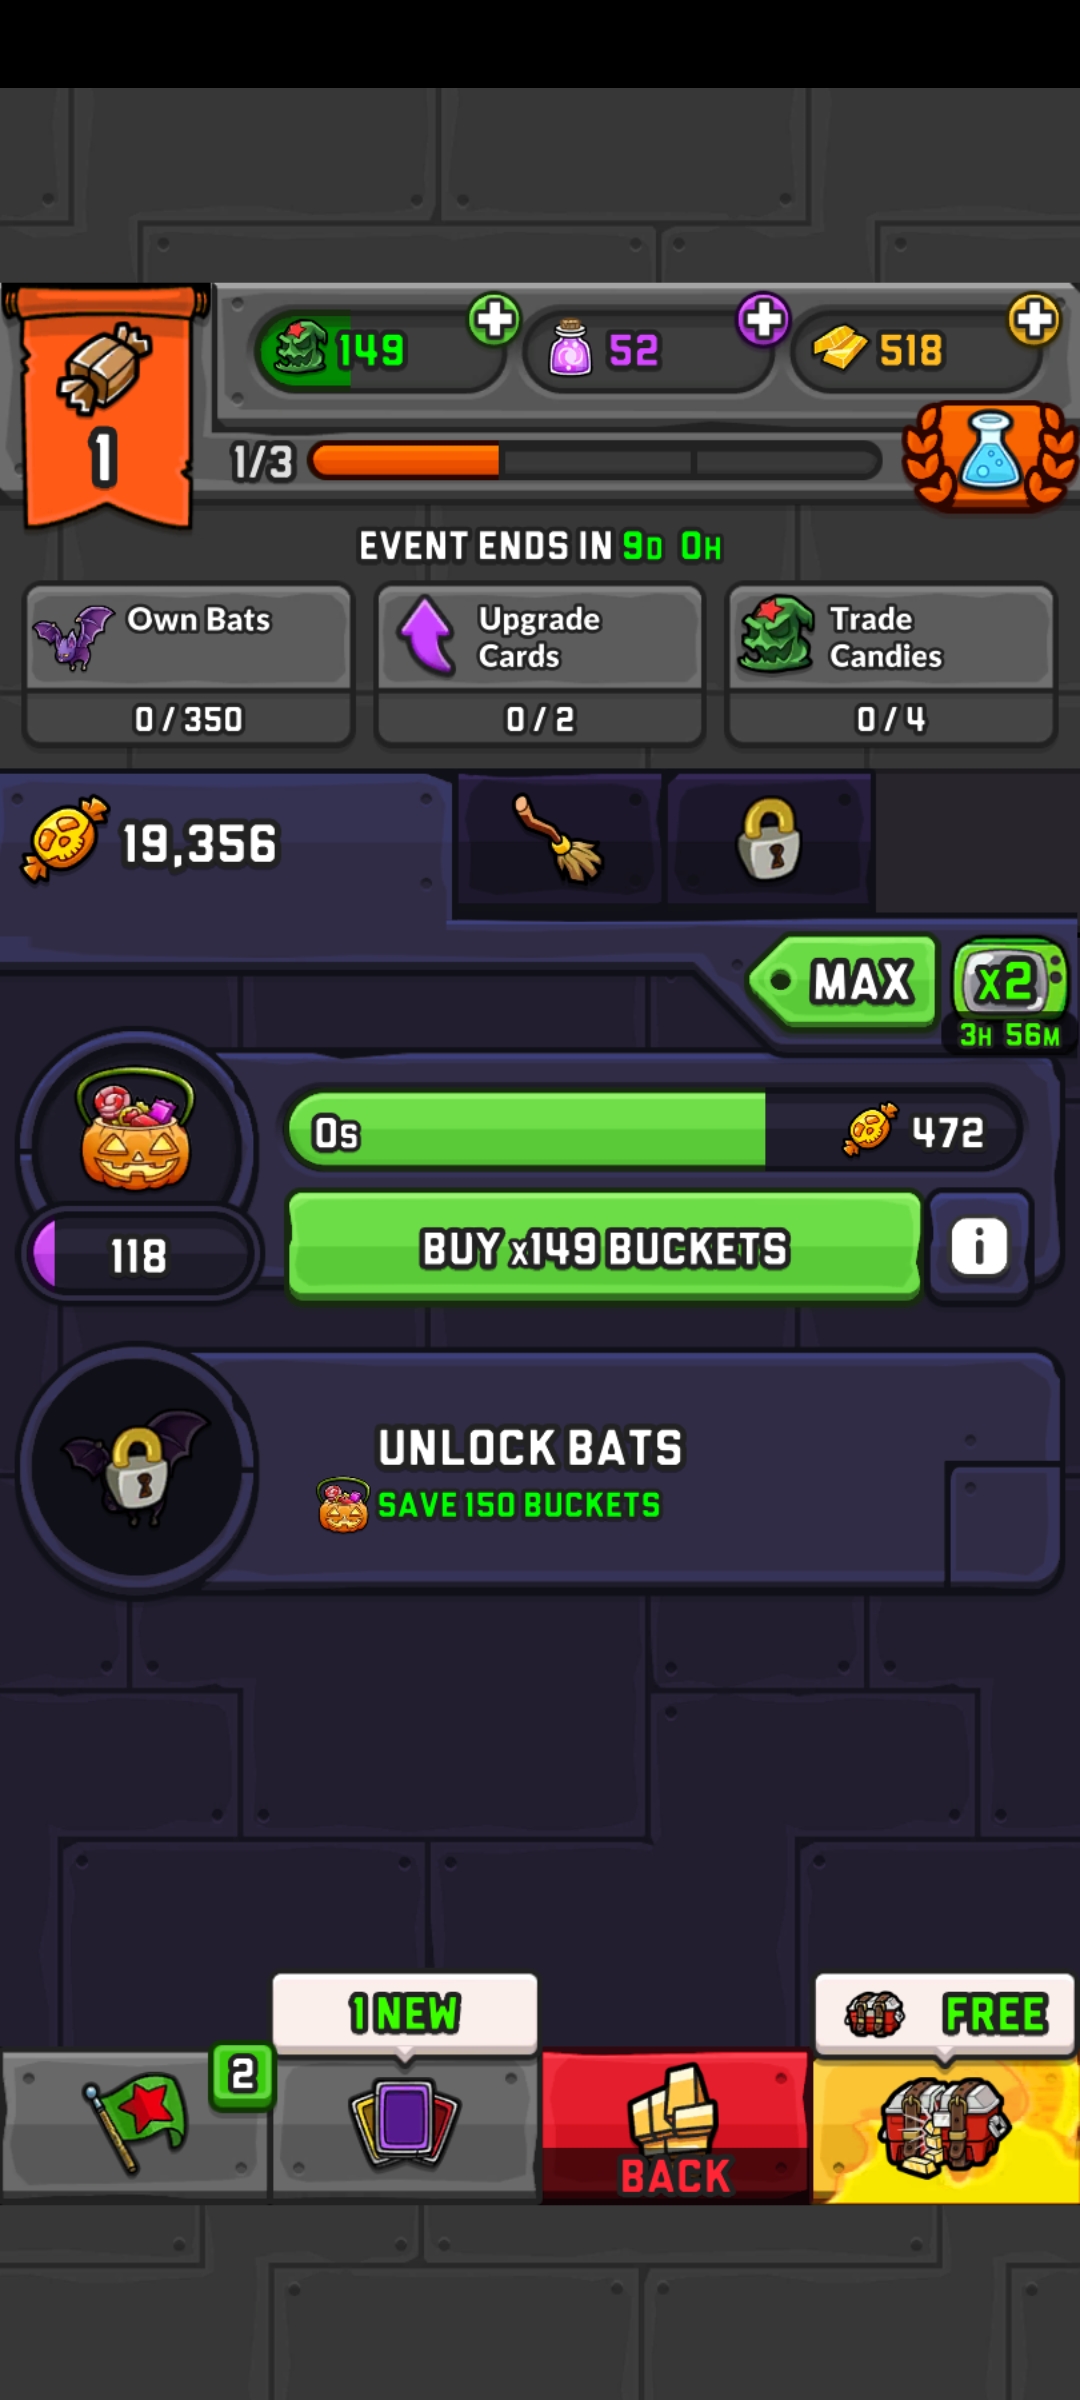 149
52
518
1
1/3
EVENT ENDS IN 9D 0H
Own Bats
Upgrade
Cards
Trade
Candies
0 / 350
0 / 2
0 / 4
19,356
MAX
x2
3H 56M
0s
472
118
BUY x149 BUCKETS
i
UNLOCK BATS
SAVE 150 BUCKETS
1 NEW
FREE
2
BACK